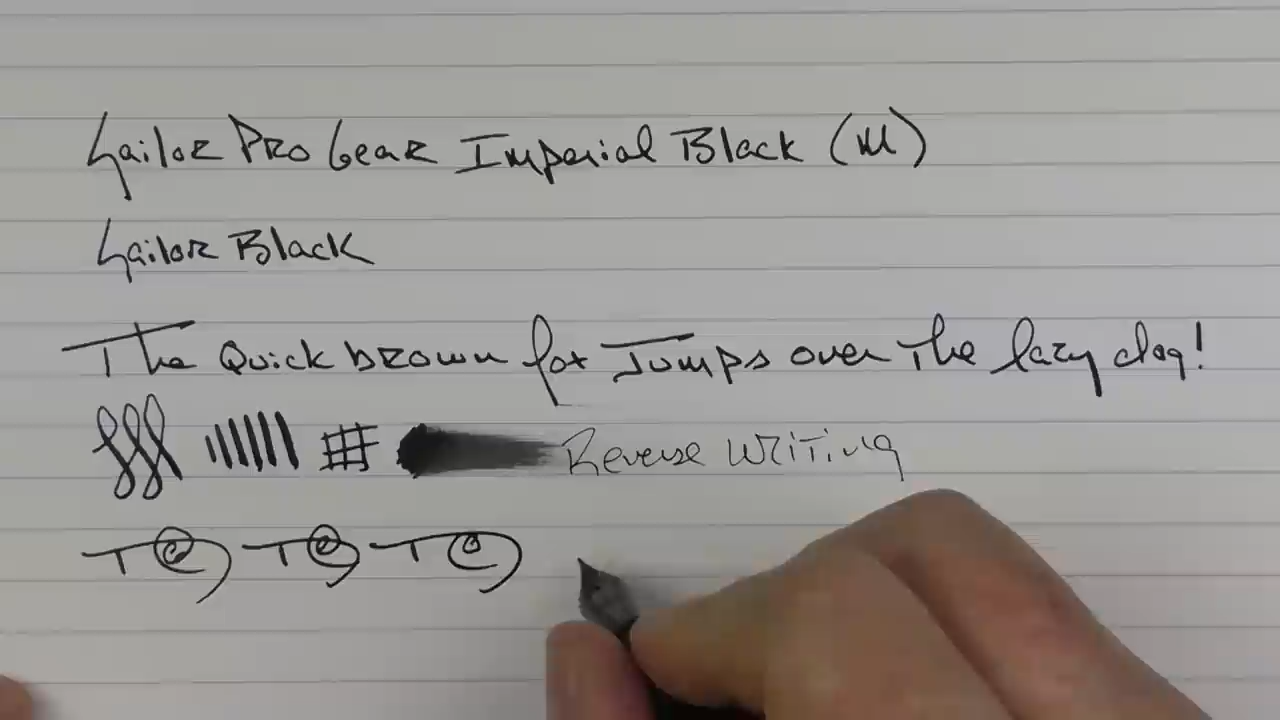 Sailor Pro Gear Imperial Black (M)
Sailor Black
The Quick brown fox Jumps over The lazy dog!
Reverse Writing